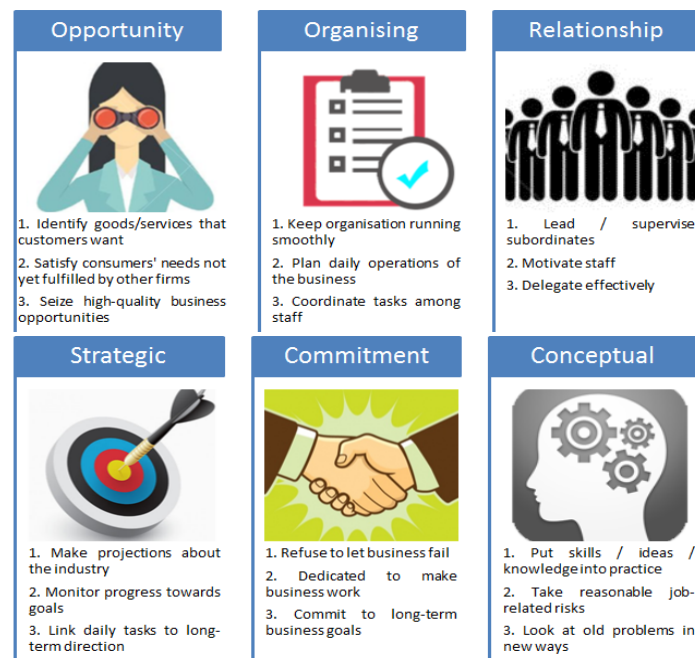 Opportunity
1. Identify goods/services that
customers want
2. Satisfy consumers' needs not
yet fulfilled by other firms
3. Seize high-quality business
opportunities
Organising
1. Keep organisation running
smoothly
2. Plan daily operations of
the business
3. Coordinate tasks among
staff
Relationship
1. Lead / supervise
subordinates
2. Motivate staff
3. Delegate effectively
Strategic
1. Make projections about
the industry
2. Monitor progress towards
goals
3. Link daily tasks to long-
term direction
Commitment
1. Refuse to let business fail
2. Dedicated to make
business work
3. Commit to long-term
business goals
Conceptual
1. Put skills / ideas /
knowledge into practice
2. Take reasonable job-
related risks
3. Look at old problems in
new ways